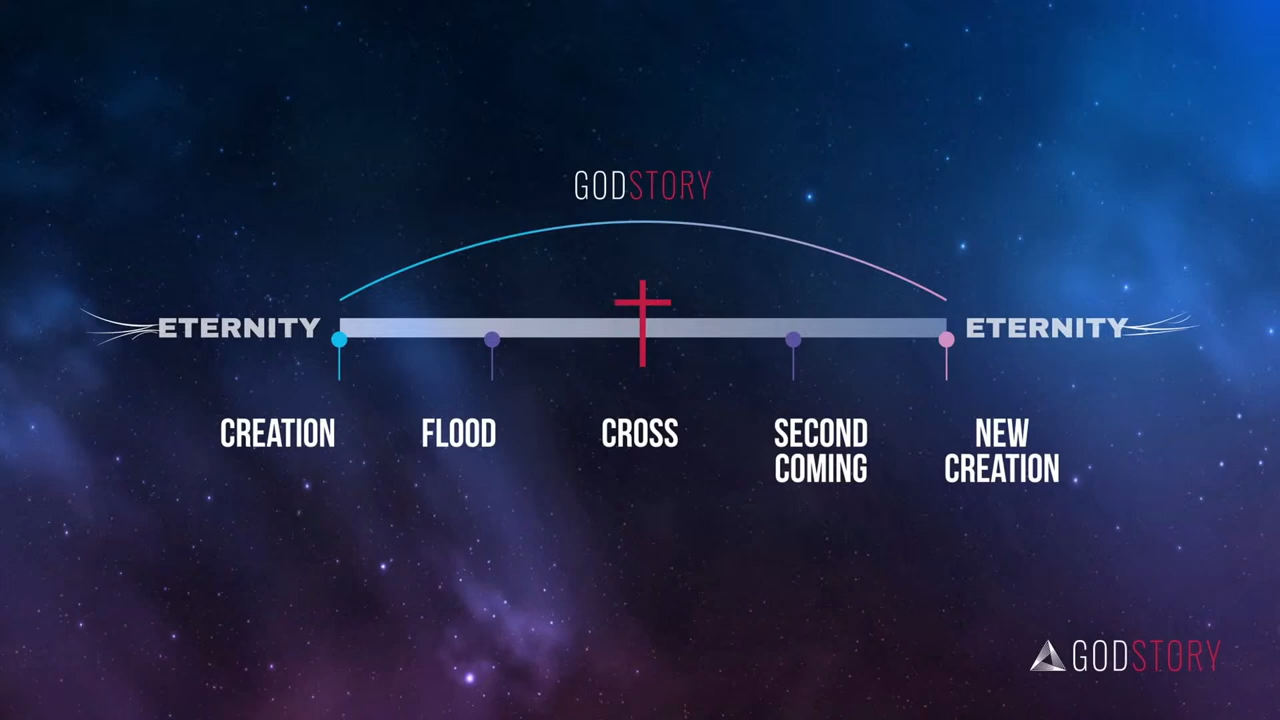 GODSTORY
ETERNITY
ETERNITY
CREATION
FLOOD
CROSS
SECOND
COMING
NEW
CREATION
GODSTORY